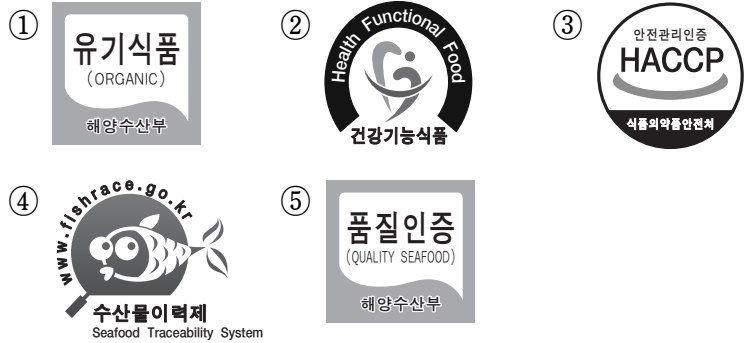 ①
유기식품
(ORGANIC)
해양수산부
②
Health Functional Food
건강기능식품
③
안전관리인증
HACCP
식품의약품안전처
④
www.fishrace.go.kr
수산물이력제
Seafood Traceability System
⑤
품질인증
(QUALITY SEAFOOD)
해양수산부